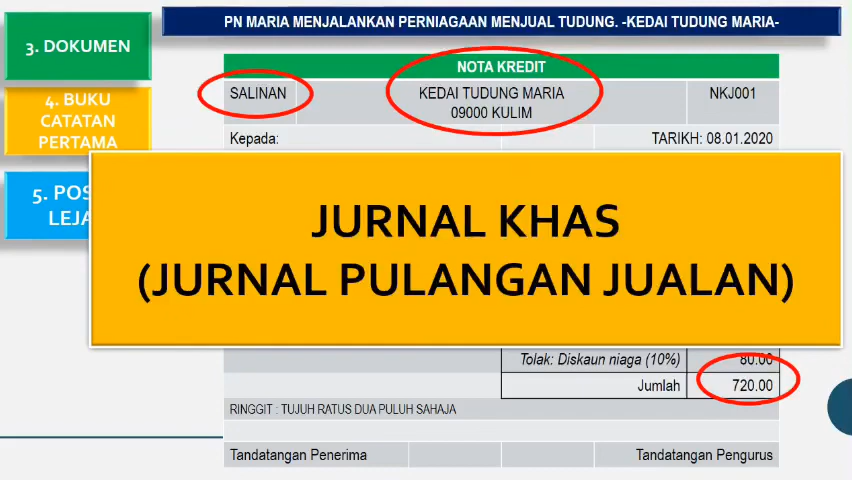 PN MARIA MENJALANKAN PERNIAGAAN MENJUAL TUDUNG. -KEDAI TUDUNG MARIA-
3. DOKUMEN
4. BUKU
CATATAN
PERTAMA
5. POS
LEJA
NOTA KREDIT
SALINAN
KEDAI TUDUNG MARIA
09000 KULIM
NKJ001
Kepada:
TARIKH: 08.01.2020
JURNAL KHAS
(JURNAL PULANGAN JUALAN)
Tolak: Diskaun niaga (10%)
80.00
Jumlah
720.00
RINGGIT : TUJUH RATUS DUA PULUH SAHAJA
Tandatangan Penerima
Tandatangan Pengurus